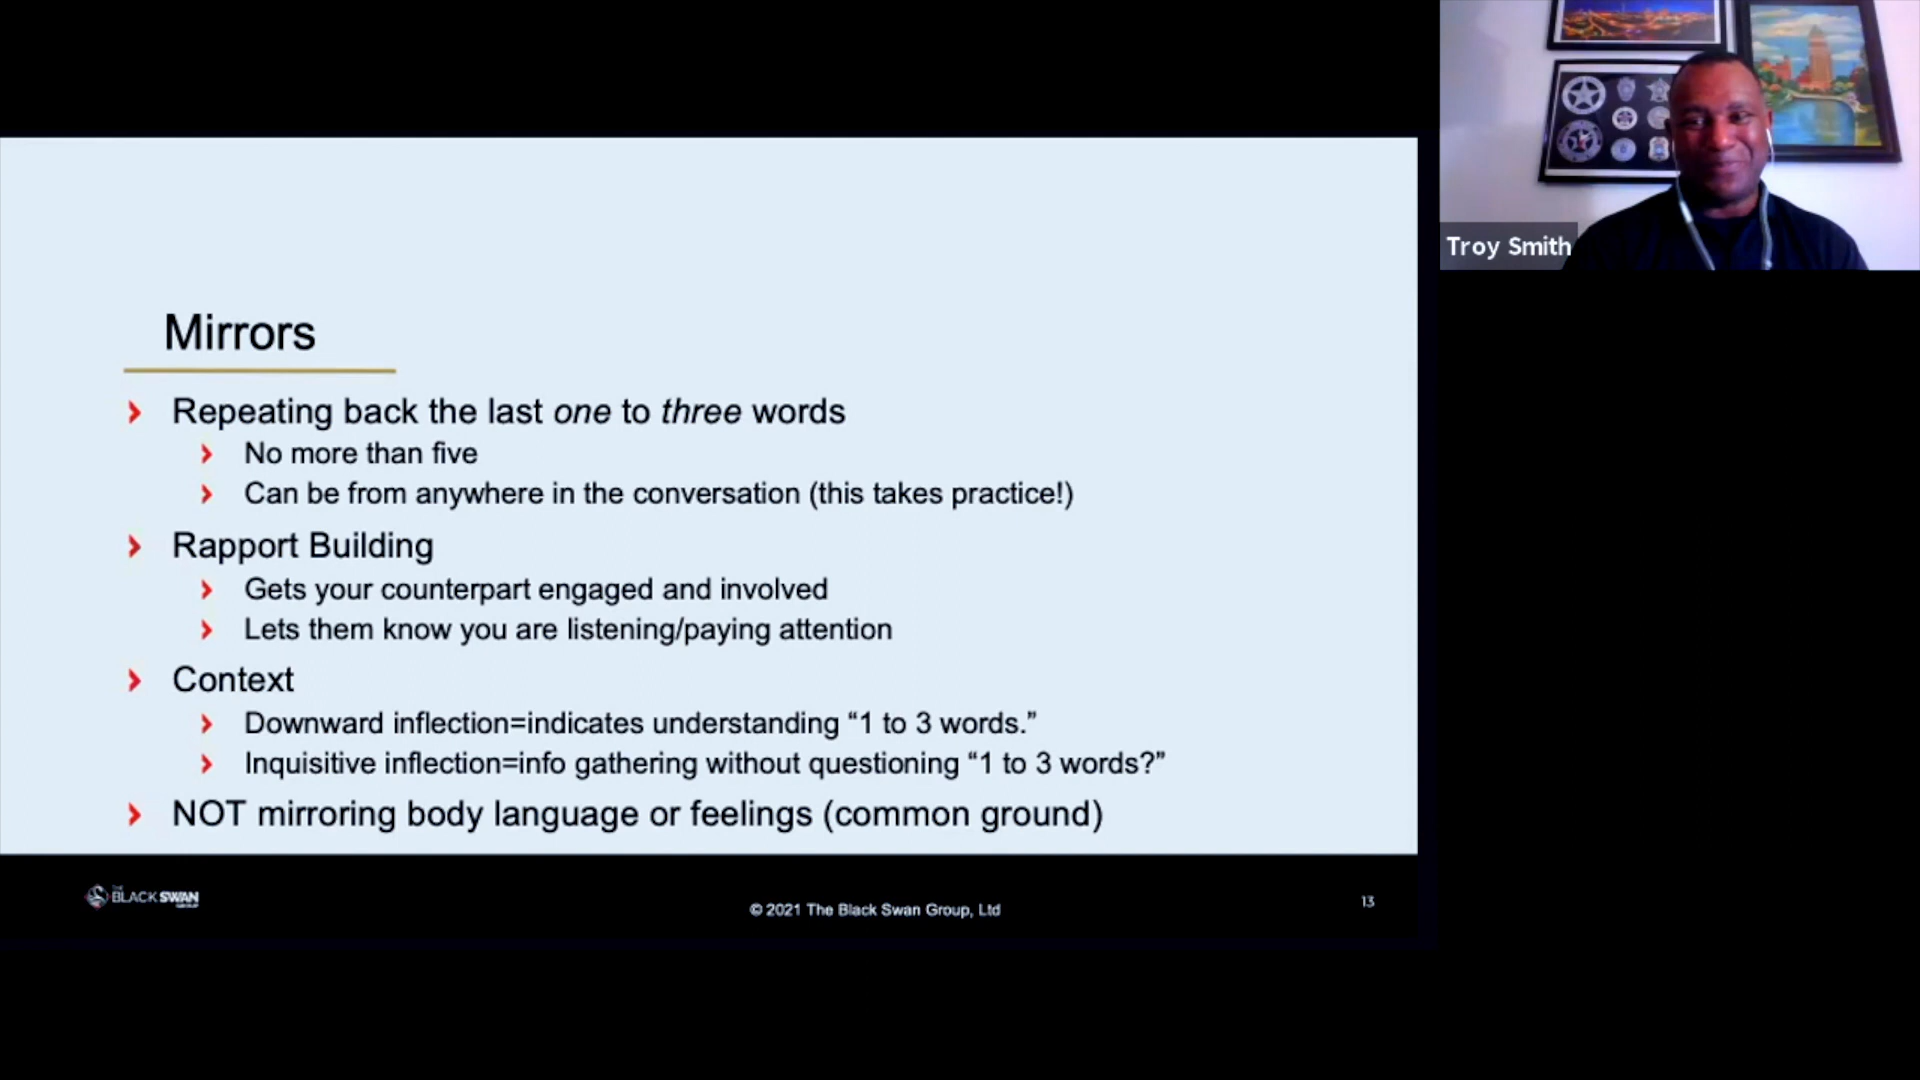 Troy Smith
Mirrors
Repeating back the last one to three words
No more than five
Can be from anywhere in the conversation (this takes practice!)
Rapport Building
Gets your counterpart engaged and involved
Lets them know you are listening/paying attention
Context
Downward inflection=indicates understanding “1 to 3 words.”
Inquisitive inflection=info gathering without questioning “1 to 3 words?”
NOT mirroring body language or feelings (common ground)
THE
BLACK SWAN
GROUP
© 2021 The Black Swan Group, Ltd
13